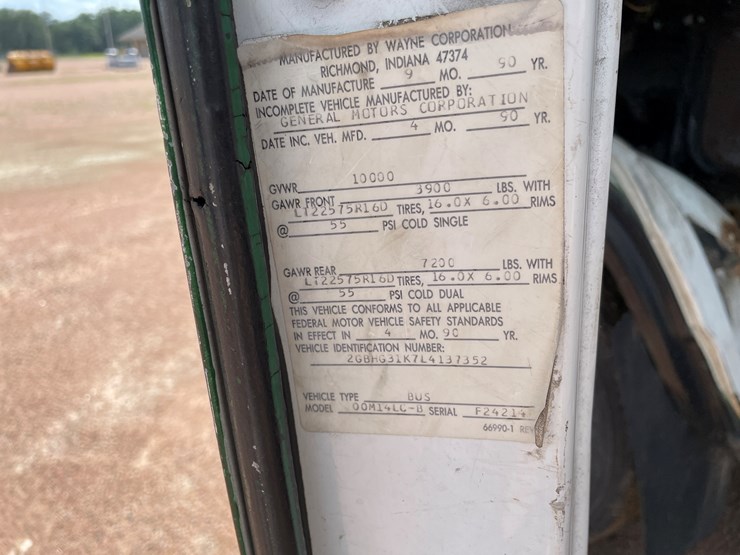 MANUFACTURED BY WAYNE CORPORATION
RICHMOND, INDIANA 47374
DATE OF MANUFACTURE 9 MO. 90 YR.
INCOMPLETE VEHICLE MANUFACTURED BY:
GENERAL MOTORS CORPORATION
DATE INC. VEH. MFD. 4 MO. 90 YR.
GVWR 10000
GAWR FRONT 3900 LBS. WITH
LT22575R16D TIRES, 16.0X 6.00 RIMS
@ 55 PSI COLD SINGLE
GAWR REAR 7200 LBS. WITH
LT22575R16D TIRES, 16.0X 6.00 RIMS
@ 55 PSI COLD DUAL
THIS VEHICLE CONFORMS TO ALL APPLICABLE
FEDERAL MOTOR VEHICLE SAFETY STANDARDS
IN EFFECT IN 4 MO. 90 YR.
VEHICLE IDENTIFICATION NUMBER:
2GBHG31K7L4137352
VEHICLE TYPE BUS
MODEL 00M14LC-B SERIAL F24214
66990-1 REV